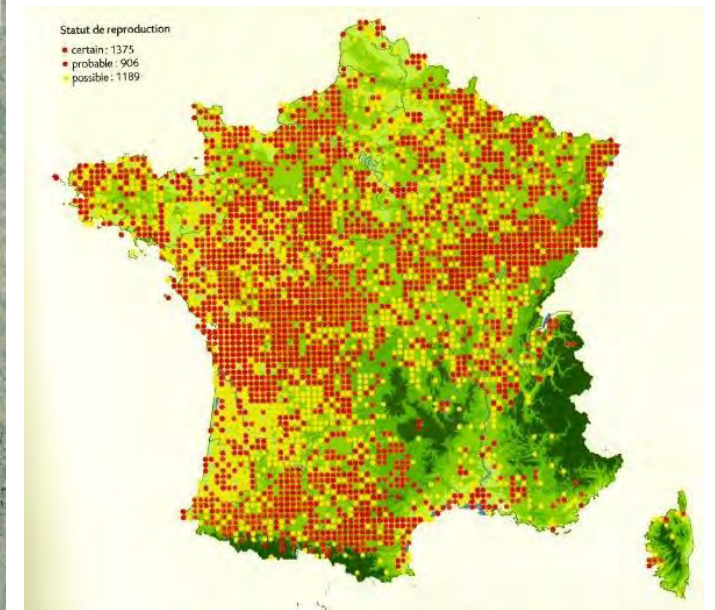 Statut de reproduction
certain : 1375
probable : 906
possible : 1189